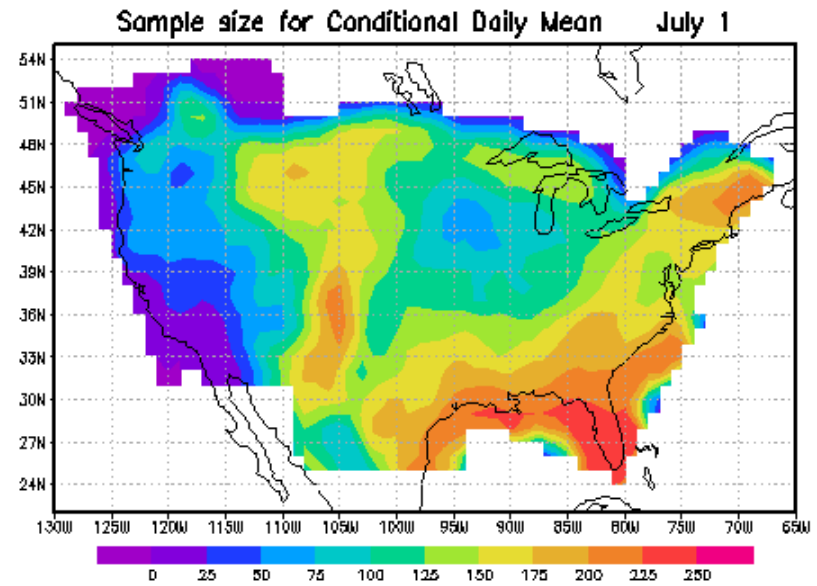 Sample size for Conditional Daily Mean July 1
54N
51N
48N
45N
42N
39N
36N
33N
30N
27N
24N
130W 125W 120W 115W 110W 105W 100W 95W 90W 85W 80W 75W 70W 65W
0 25 50 75 100 125 150 175 200 225 250